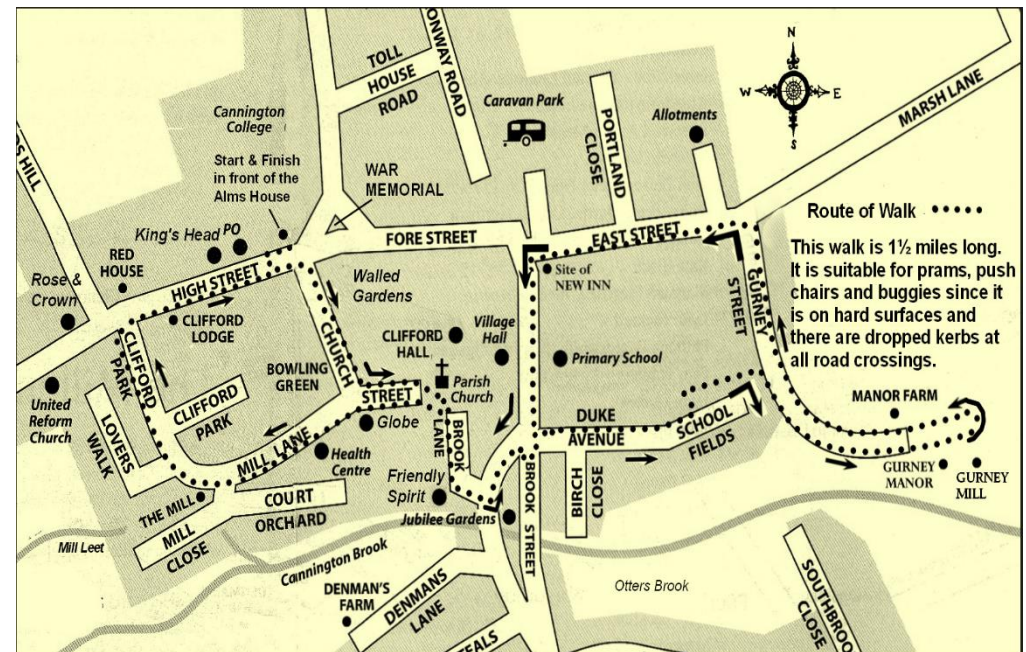 TOLL
HOUSE
ROAD
ONWAY ROAD
Caravan Park
PORTLAND
CLOSE
Allotments
N
W
E
S
MARSH LANE
Cannington
College
Start & Finish
in front of the
Alms House
WAR
MEMORIAL
DS HILL
King's Head
PO
RED
HOUSE
Rose &
Crown
HIGH STREET
FORE STREET
EAST STREET
Route of Walk
This walk is 1½ miles long.
It is suitable for prams, push
chairs and buggies since it
is on hard surfaces and
there are dropped kerbs at
all road crossings.
Walled
Gardens
Site of
NEW INN
GURNEY
STREET
CLIFFORD
LODGE
CLIFFORD
PARK
CHURCH
STREET
CLIFFORD
HALL
Village
Hall
Primary School
BOWLING
GREEN
Parish
Church
United
Reform
Church
LOVERS
WALK
CLIFFORD
PARK
MILL LANE
Globe
Health
Centre
BROOK
LANE
DUKE
AVENUE
SCHOOL
FIELDS
MANOR FARM
GURNEY
MANOR
GURNEY
MILL
Friendly
Spirit
BROOK
STREET
BIRCH
CLOSE
THE MILL
COURT
ORCHARD
MILL
CLOSE
Jubilee Gardens
Mill Leet
Cannington Brook
DENMAN'S
FARM
DENMANS
LANE
Otters Brook
SOUTHBROO
CLOSE
EALS